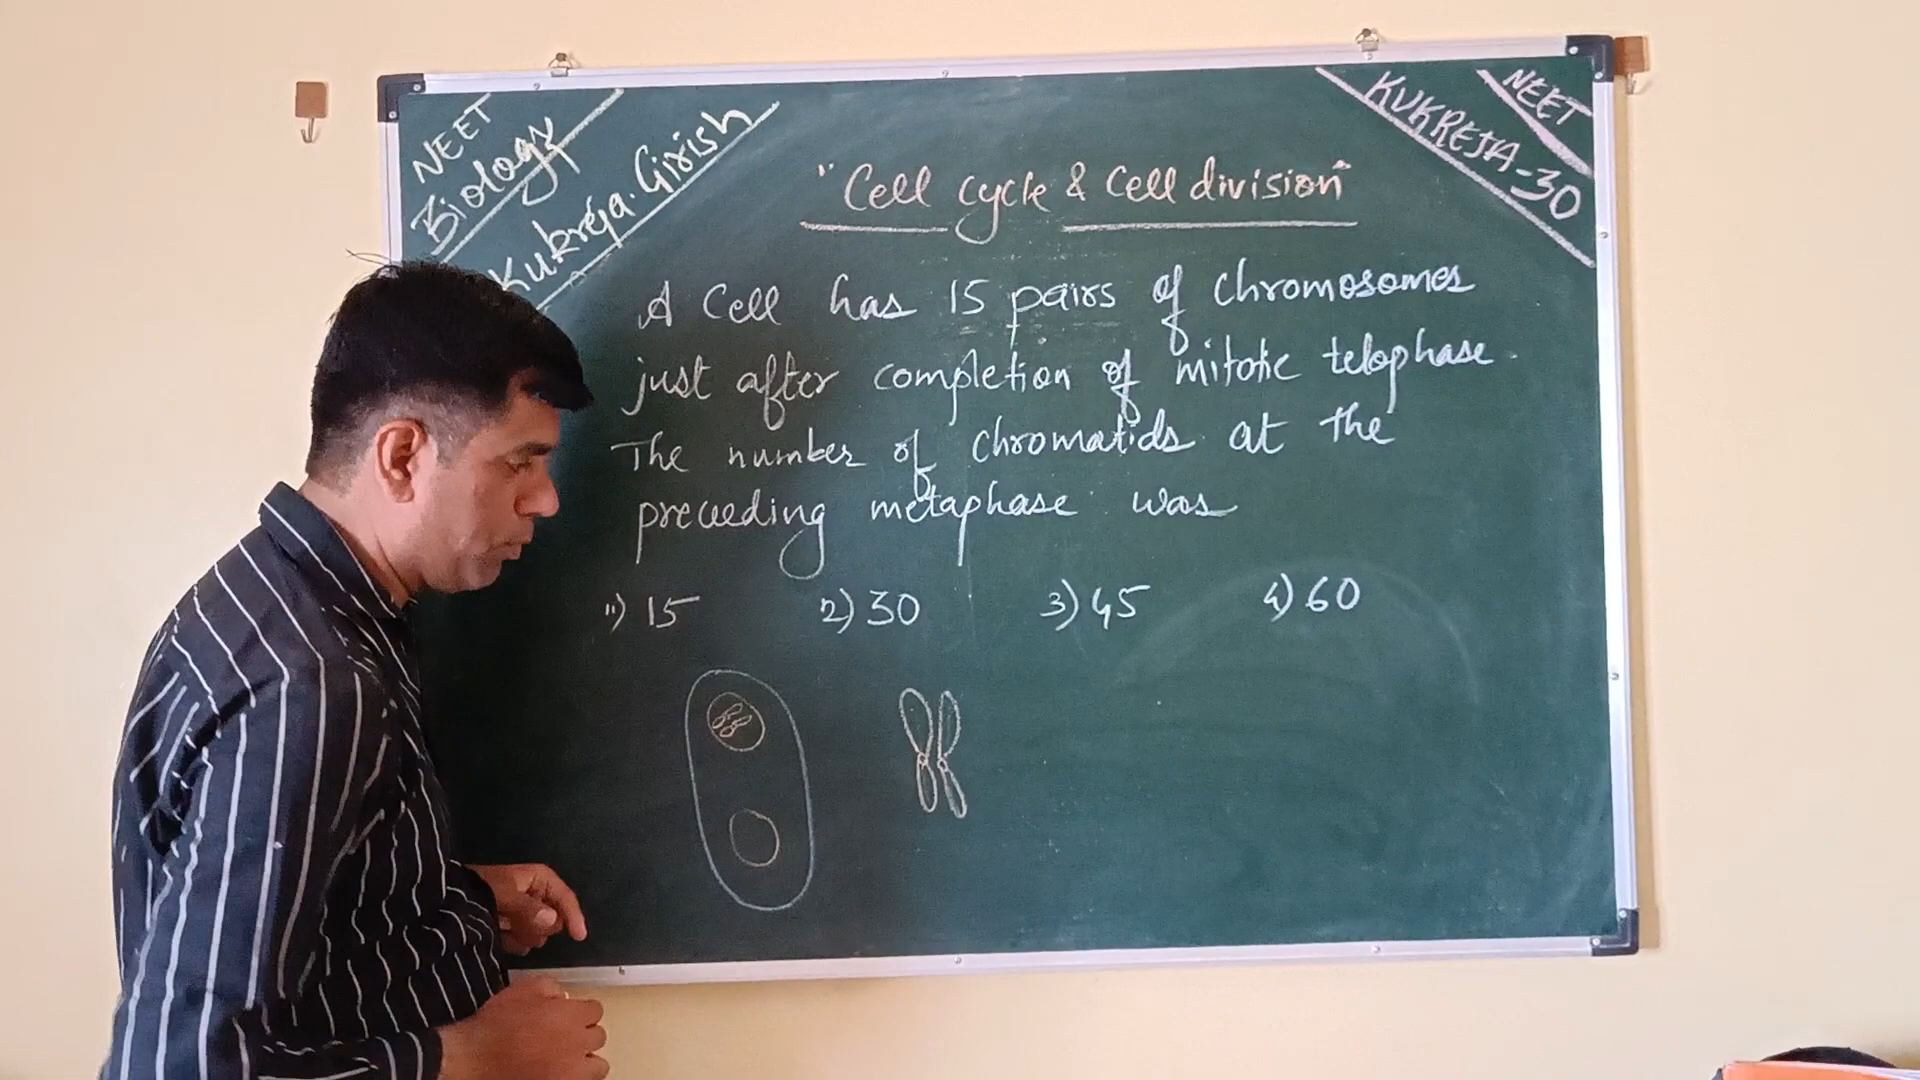 NEET
Biology
Kukreja. Girish
NEET
KUKREJA-30
"Cell cycle & Cell division"
A Cell has 15 pairs of chromosomes
just after completion of mitotic telophase.
The number of chromatids at the
preceeding metaphase was
1) 15 2) 30 3) 45 4) 60